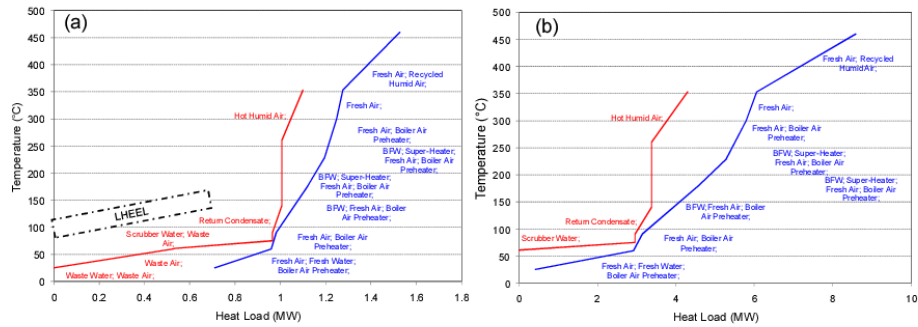 (a)
500
450
400
350
300
250
200
150
100
50
0
Temperature (°C)
0
0.2
0.4
0.6
0.8
1
1.2
1.4
1.6
1.8
Heat Load (MW)
Fresh Air; Recycled
Humid Air;
Hot Humid Air;
Fresh Air;
Fresh Air; Boiler Air
Preheater;
BFW; Super-Heater;
Fresh Air; Boiler Air
Preheater;
BFW; Super-Heater;
Fresh Air; Boiler Air
Preheater;
LHEEL
BFW; Fresh Air; Boiler
Air Preheater;
Return Condensate;
Scrubber Water; Waste
Air;
Fresh Air; Boiler Air
Preheater;
Waste Air;
Fresh Air; Fresh Water;
Boiler Air Preheater;
Waste Water; Waste Air;
(b)
500
450
400
350
300
250
200
150
100
50
0
Temperature (°C)
0
2
4
6
8
10
Heat Load (MW)
Fresh Air; Recycled
Humid Air;
Hot Humid Air;
Fresh Air;
Fresh Air; Boiler Air
Preheater;
BFW; Super-Heater;
Fresh Air; Boiler Air
Preheater;
BFW; Super-Heater;
Fresh Air; Boiler Air
Preheater;
BFW; Fresh Air; Boiler
Air Preheater;
Return Condensate;
Scrubber Water;
Fresh Air; Boiler Air
Preheater;
Fresh Air; Fresh Water;
Boiler Air Preheater;